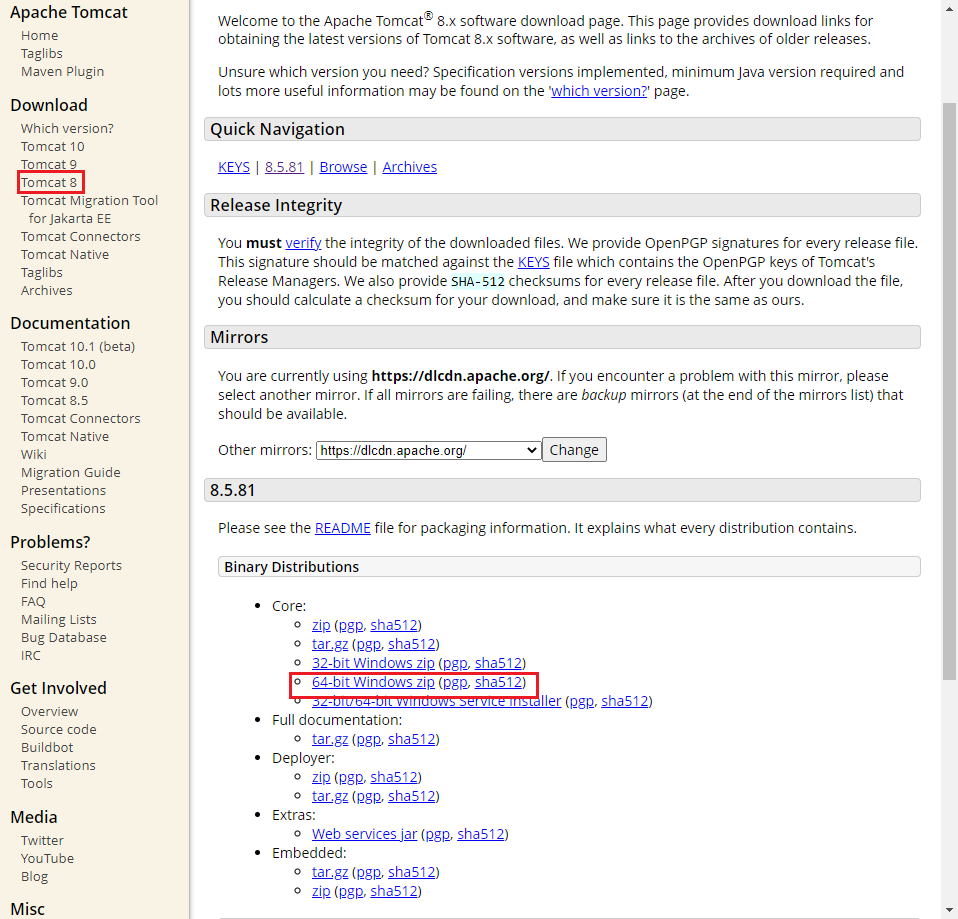 Apache Tomcat
Home
Taglibs
Maven Plugin
Download
Which version?
Tomcat 10
Tomcat 9
Tomcat 8
Tomcat Migration Tool
for Jakarta EE
Tomcat Connectors
Tomcat Native
Taglibs
Archives
Documentation
Tomcat 10.1 (beta)
Tomcat 10.0
Tomcat 9.0
Tomcat 8.5
Tomcat Connectors
Tomcat Native
Wiki
Migration Guide
Presentations
Specifications
Problems?
Security Reports
Find help
FAQ
Mailing Lists
Bug Database
IRC
Get Involved
Overview
Source code
Buildbot
Translations
Tools
Media
Twitter
YouTube
Blog
Misc
Welcome to the Apache Tomcat® 8.x software download page. This page provides download links for
obtaining the latest versions of Tomcat 8.x software, as well as links to the archives of older releases.
Unsure which version you need? Specification versions implemented, minimum Java version required and
lots more useful information may be found on the 'which version?' page.
Quick Navigation
KEYS | 8.5.81 | Browse | Archives
Release Integrity
You must verify the integrity of the downloaded files. We provide OpenPGP signatures for every release file.
This signature should be matched against the KEYS file which contains the OpenPGP keys of Tomcat's
Release Managers. We also provide SHA-512 checksums for every release file. After you download the file,
you should calculate a checksum for your download, and make sure it is the same as ours.
Mirrors
You are currently using https://dlcdn.apache.org/. If you encounter a problem with this mirror, please
select another mirror. If all mirrors are failing, there are backup mirrors (at the end of the mirrors list) that
should be available.
Other mirrors: https://dlcdn.apache.org/ Change
8.5.81
Please see the README file for packaging information. It explains what every distribution contains.
Binary Distributions
Core:
zip (pgp, sha512)
tar.gz (pgp, sha512)
32-bit Windows zip (pgp, sha512)
64-bit Windows zip (pgp, sha512)
32-bit/64-bit Windows Service Installer (pgp, sha512)
Full documentation:
tar.gz (pgp, sha512)
Deployer:
zip (pgp, sha512)
tar.gz (pgp, sha512)
Extras:
Web services jar (pgp, sha512)
Embedded:
tar.gz (pgp, sha512)
zip (pgp, sha512)